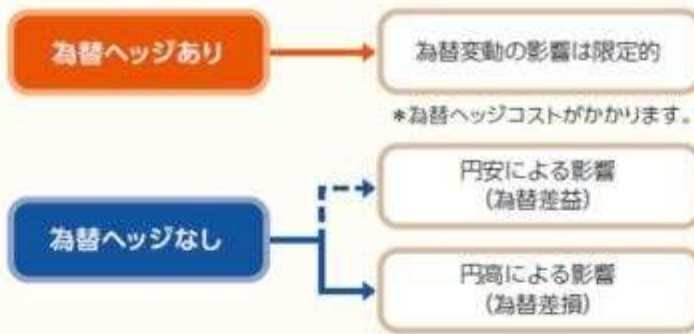 為替ヘッジあり
為替変動の影響は限定的
*為替ヘッジコストがかかります。
為替ヘッジなし
円安による影響
(為替差益)
円高による影響
(為替差損)